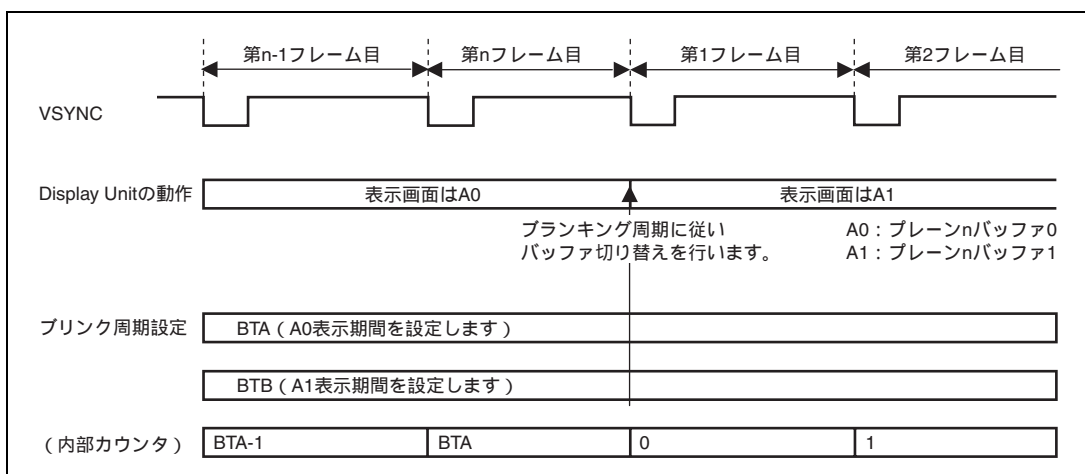 第n-1フレーム目 第nフレーム目 第1フレーム目 第2フレーム目
VSYNC
Display Unitの動作 表示画面はA0 表示画面はA1
ブランキング周期に従い
バッファ切り替えを行います。
A0：プレーンnバッファ0
A1：プレーンnバッファ1
ブリンク周期設定 BTA（A0表示期間を設定します）
BTB（A1表示期間を設定します）
（内部カウンタ） BTA-1 BTA 0 1